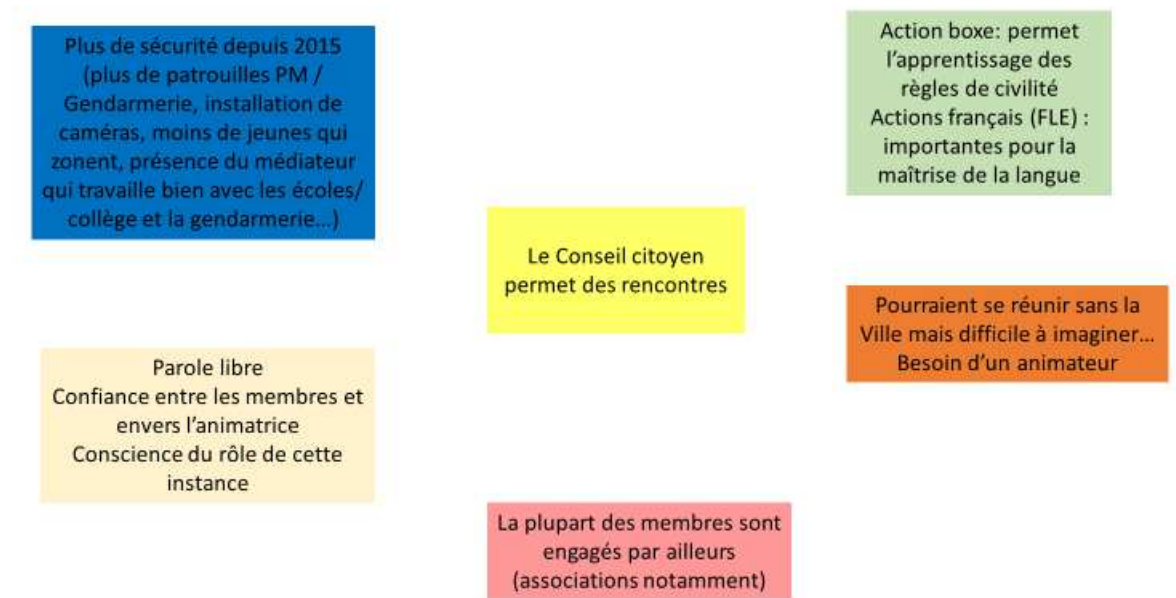 Plus de sécurité depuis 2015
(plus de patrouilles PM /
Gendarmerie, installation de
caméras, moins de jeunes qui
zonent, présence du médiateur
qui travaille bien avec les écoles/
collège et la gendarmerie...)
Action boxe: permet
l'apprentissage des
règles de civilité
Actions français (FLE) :
importantes pour la
maîtrise de la langue
Le Conseil citoyen
permet des rencontres
Pourraient se réunir sans la
Ville mais difficile à imaginer...
Besoin d'un animateur
Parole libre
Confiance entre les membres et
envers l'animatrice
Conscience du rôle de cette
instance
La plupart des membres sont
engagés par ailleurs
(associations notamment)